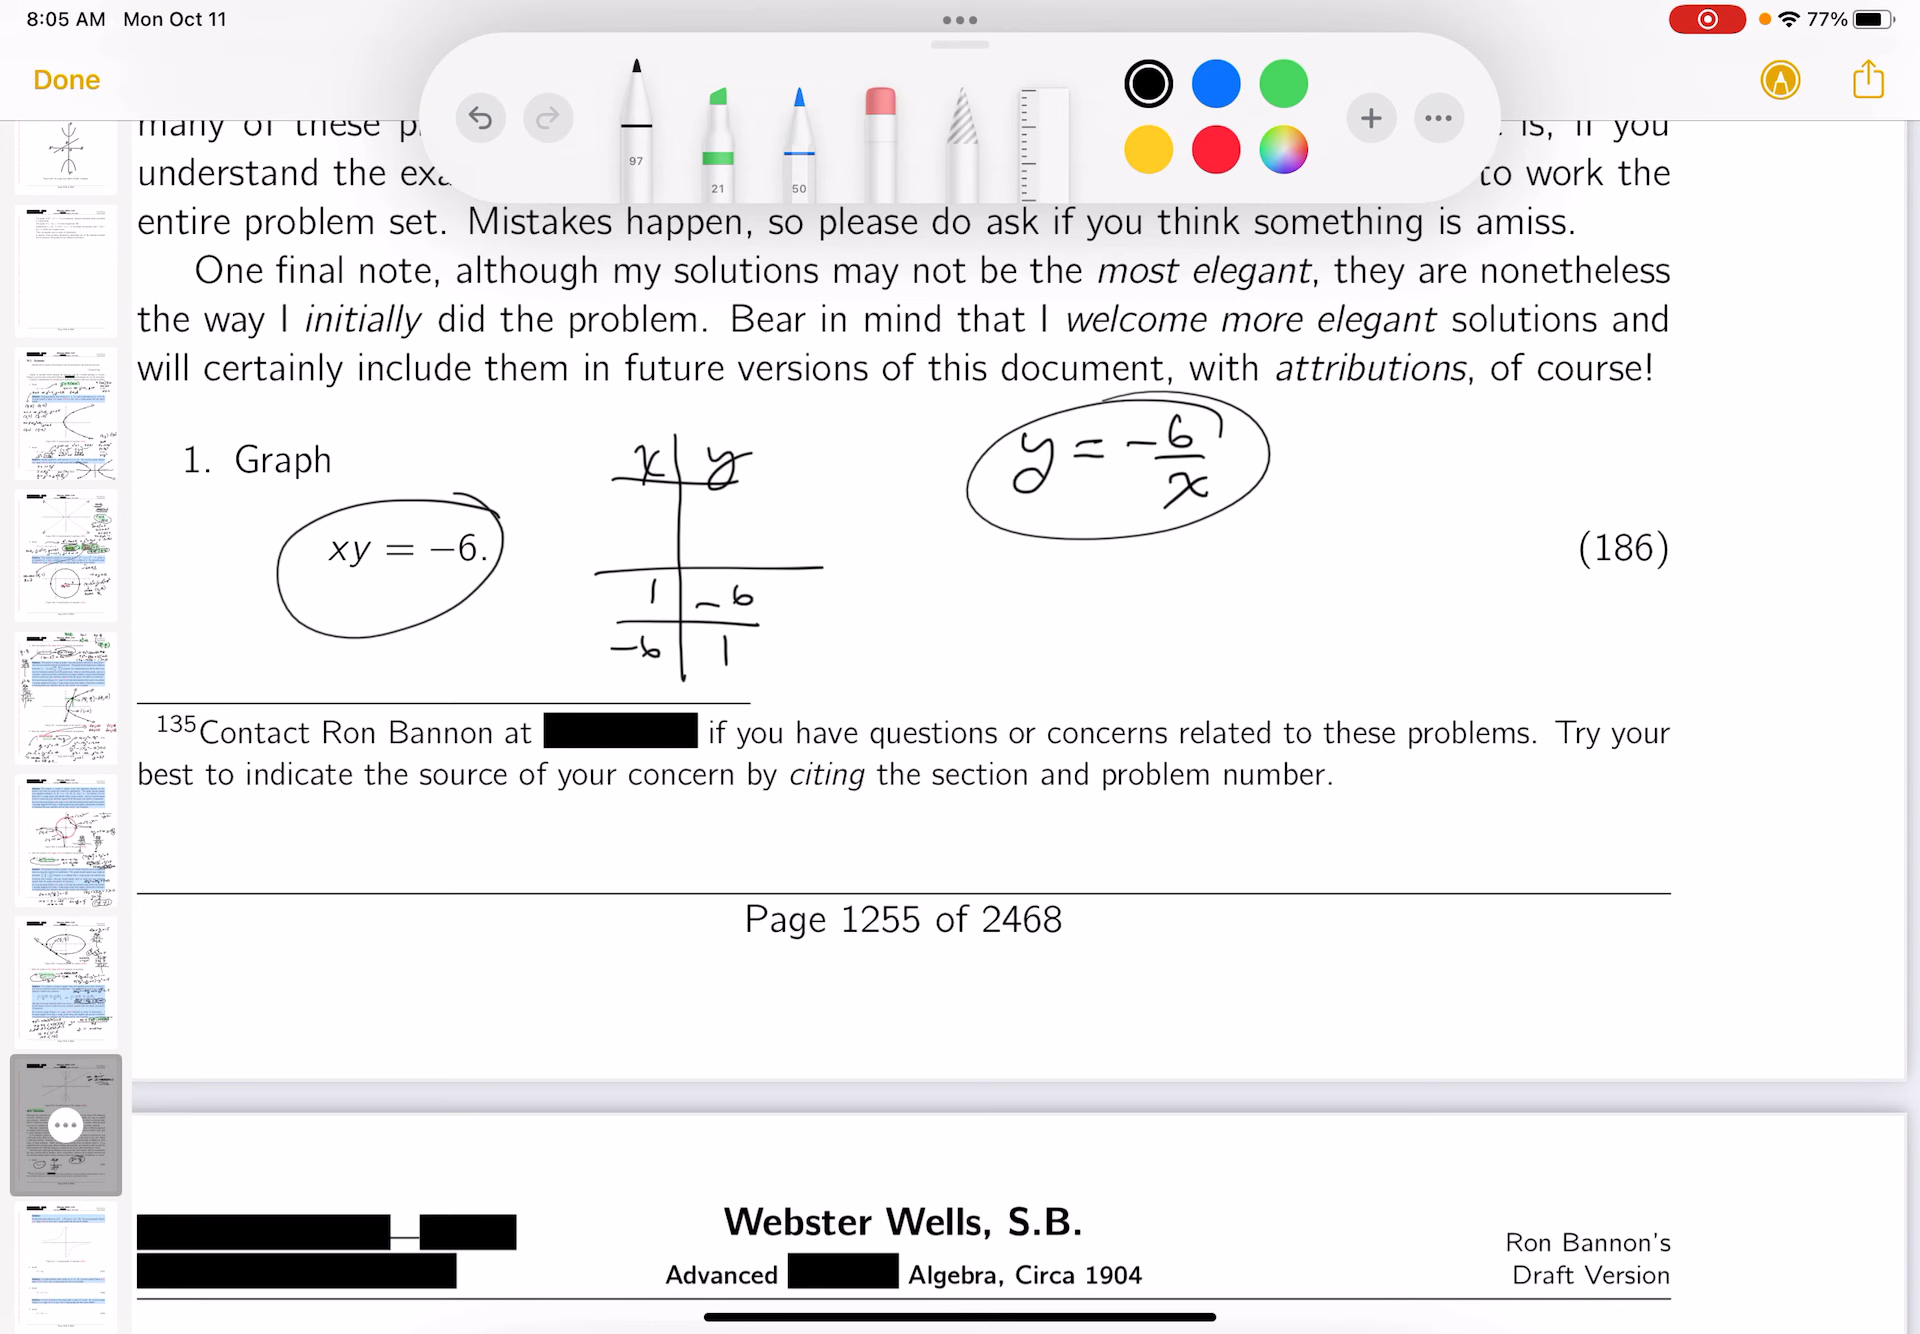 8:05 AM Mon Oct 11
77%
Done
97
21
50
many of these
is, if you
understand the exa
to work the
entire problem set. Mistakes happen, so please do ask if you think something is amiss.
One final note, although my solutions may not be the most elegant, they are nonetheless
the way I initially did the problem. Bear in mind that I welcome more elegant solutions and
will certainly include them in future versions of this document, with attributions, of course!
1. Graph
x y
y = -6/x
xy = −6.
(186)
1 -6
-6 1
135Contact Ron Bannon at if you have questions or concerns related to these problems. Try your
best to indicate the source of your concern by citing the section and problem number.
Page 1255 of 2468
Webster Wells, S.B.
Ron Bannon's
Advanced Algebra, Circa 1904
Draft Version